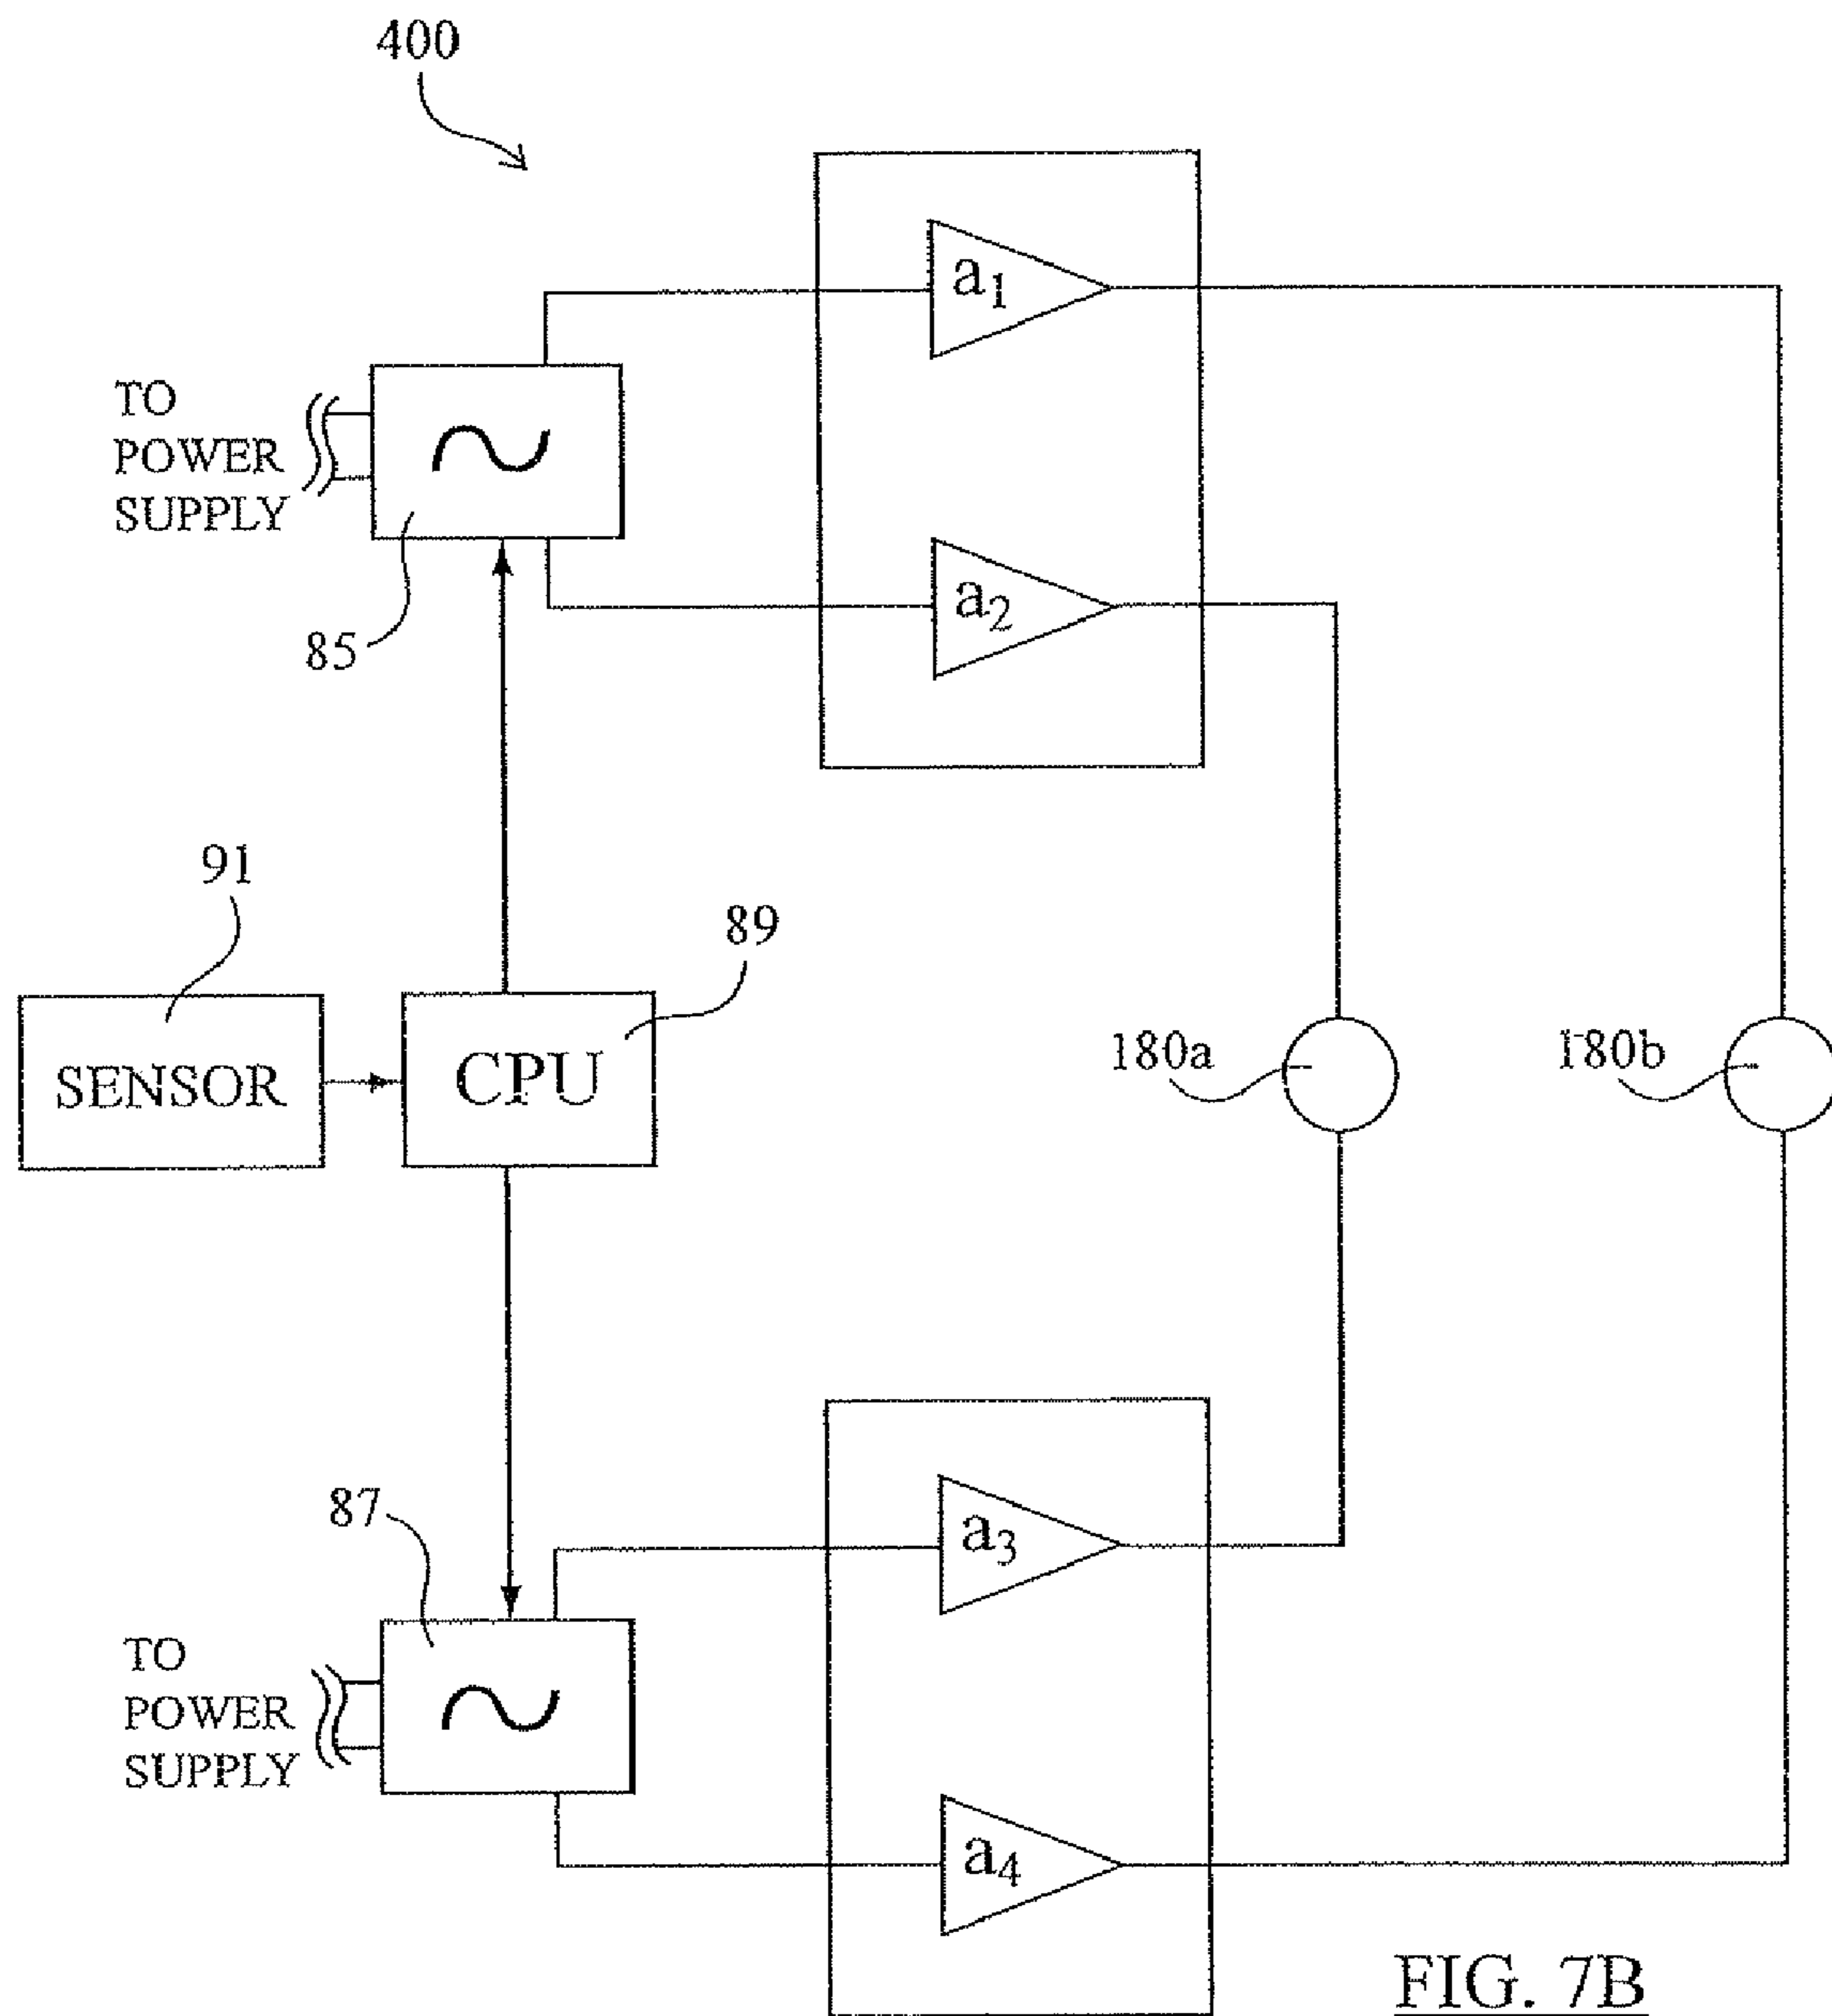 400
a1
TO
POWER
SUPPLY
a2
85
91
89
SENSOR
CPU
180a
180b
87
a3
TO
POWER
SUPPLY
a4
FIG. 7B